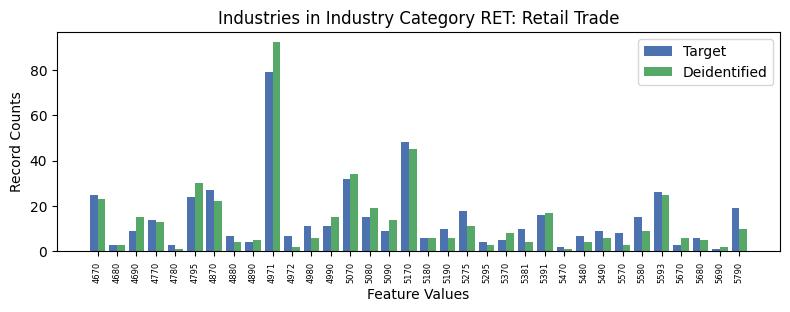 Industries in Industry Category RET: Retail Trade
Target
Deidentified
Record Counts
80
60
40
20
0
4670 4680 4690 4770 4780 4795 4870 4880 4890 4971 4972 4980 4990 5070 5080 5090 5170 5180 5190 5275 5295 5370 5381 5391 5470 5480 5490 5570 5580 5593 5670 5680 5690 5790
Feature Values